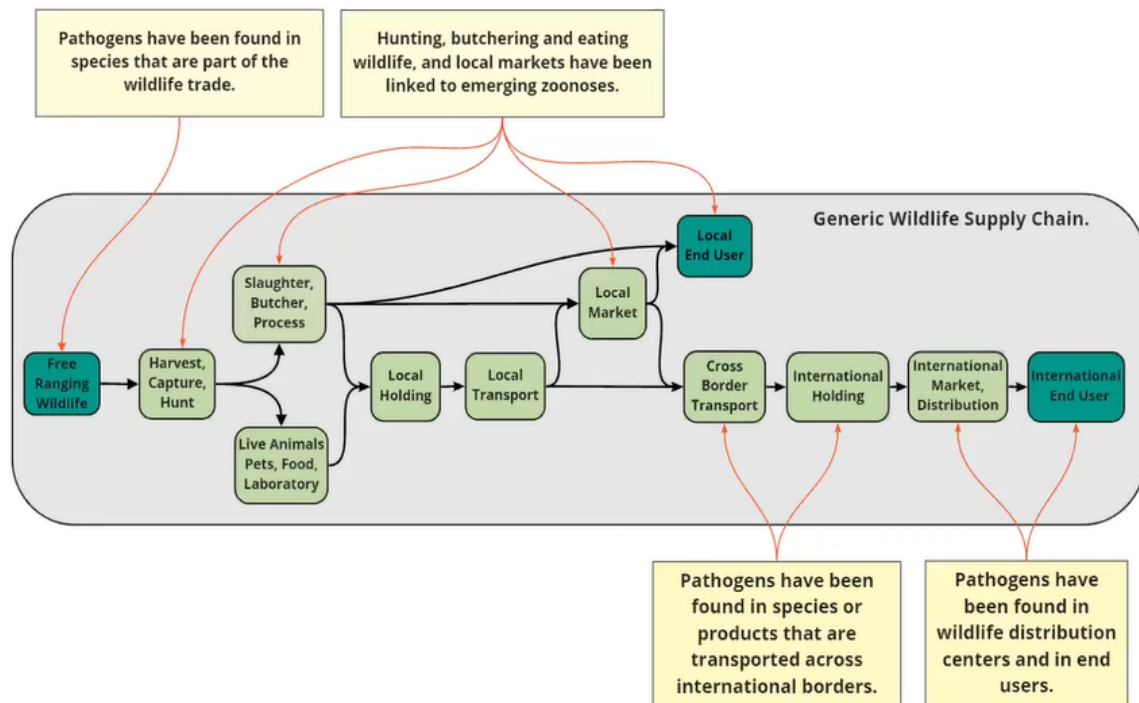 Pathogens have been found in
species that are part of the
wildlife trade.
Hunting, butchering and eating
wildlife, and local markets have been
linked to emerging zoonoses.
Generic Wildlife Supply Chain.
Local
End User
Slaughter,
Butcher,
Process
Local
Market
Free
Ranging
Wildlife
Harvest,
Capture,
Hunt
Local
Holding
Local
Transport
Cross
Border
Transport
International
Holding
International
Market,
Distribution
International
End User
Live Animals
Pets, Food,
Laboratory
Pathogens have been
found in species or
products that are
transported across
international borders.
Pathogens have
been found in
wildlife distribution
centers and in end
users.